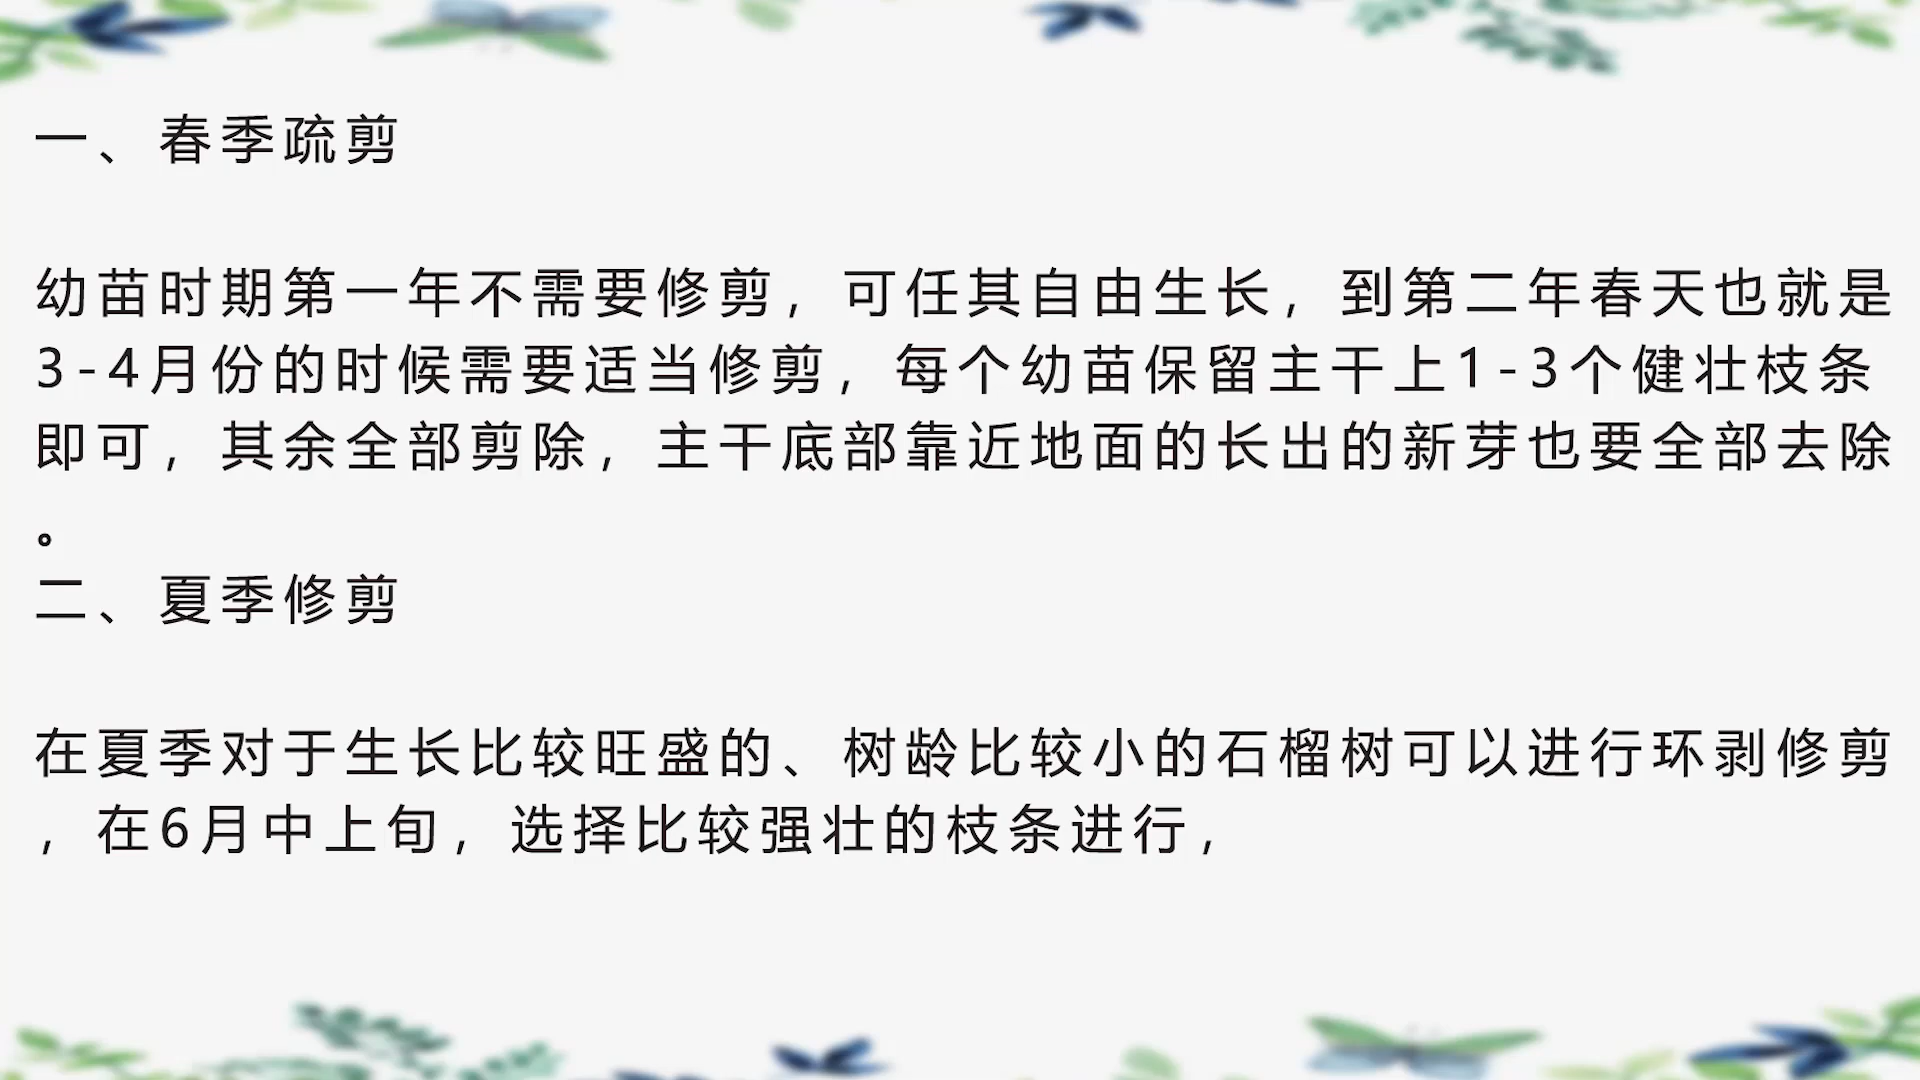 一、春季疏剪
幼苗时期第一年不需要修剪，可任其自由生长，到第二年春天也就是
3-4月份的时候需要适当修剪，每个幼苗保留主干上1-3个健壮枝条
即可，其余全部剪除，主干底部靠近地面的长出的新芽也要全部去除
。
二、夏季修剪
在夏季对于生长比较旺盛的、树龄比较小的石榴树可以进行环剥修剪
，在6月中上旬，选择比较强壮的枝条进行，